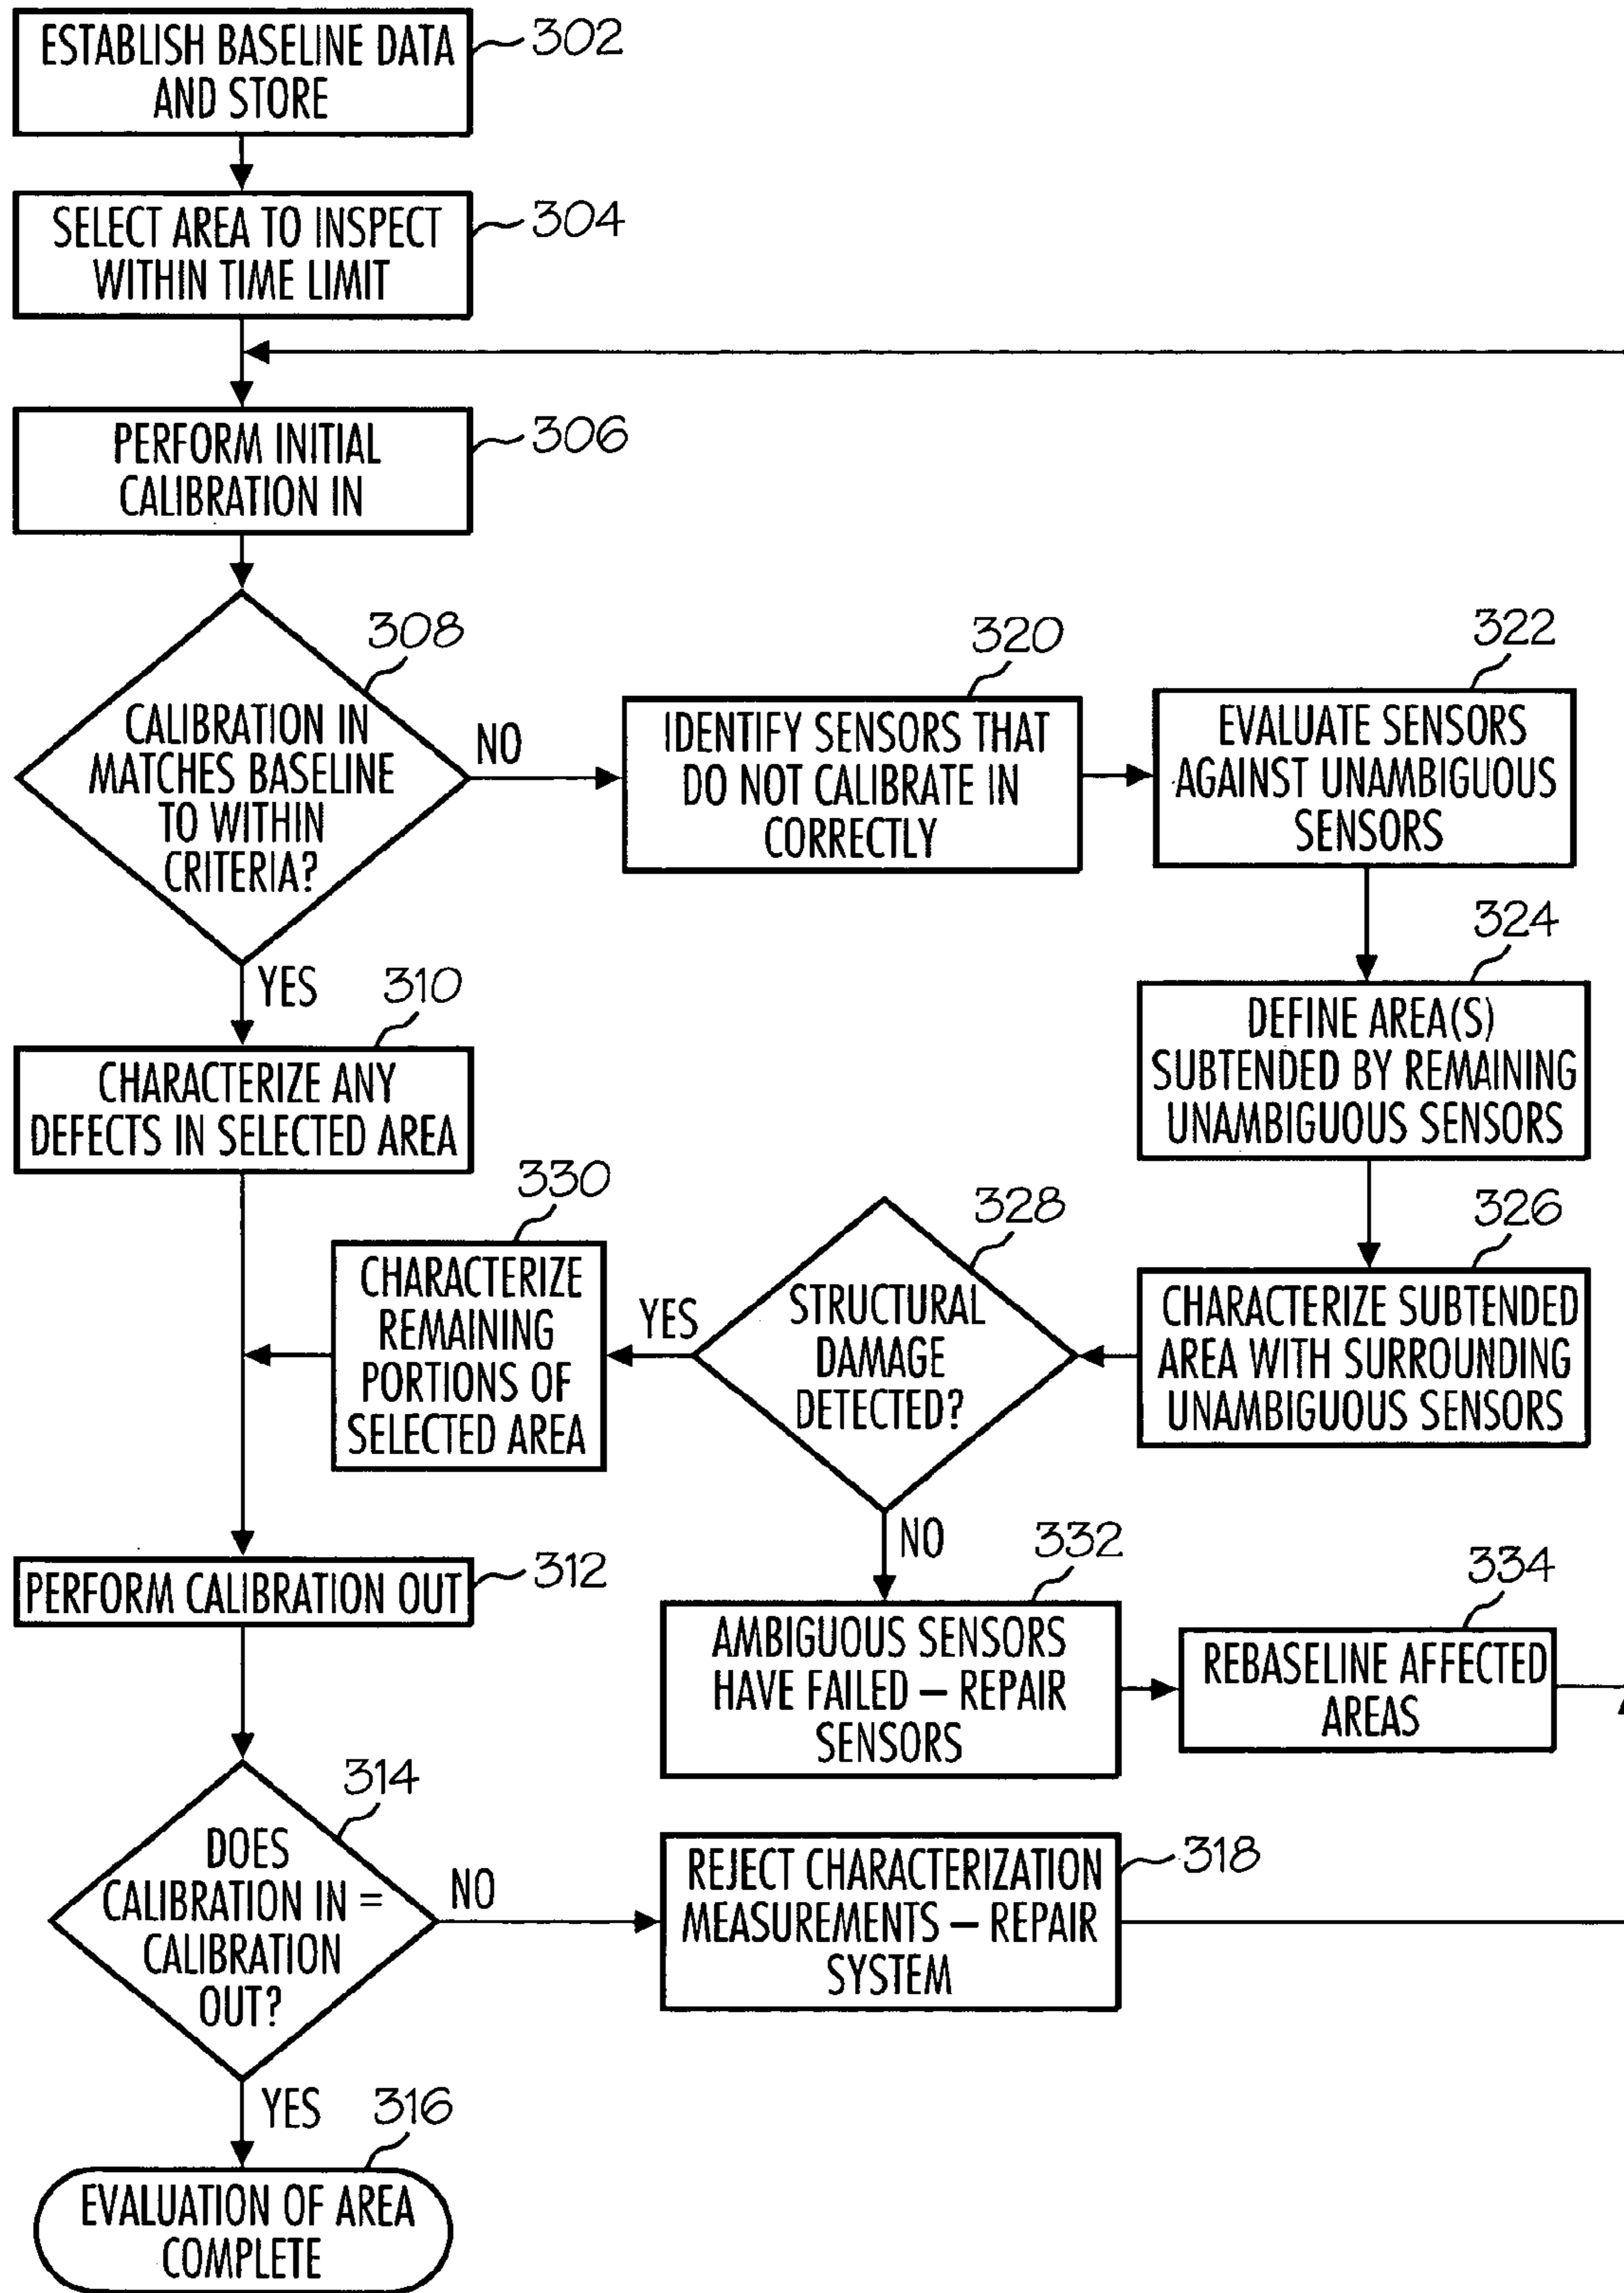 ESTABLISH BASELINE DATA
AND STORE
302
SELECT AREA TO INSPECT
WITHIN TIME LIMIT
304
PERFORM INITIAL
CALIBRATION IN
306
308
CALIBRATION IN
MATCHES BASELINE
TO WITHIN
CRITERIA?
NO
YES
320
IDENTIFY SENSORS THAT
DO NOT CALIBRATE IN
CORRECTLY
322
EVALUATE SENSORS
AGAINST UNAMBIGUOUS
SENSORS
324
DEFINE AREA(S)
SUBTENDED BY REMAINING
UNAMBIGUOUS SENSORS
310
CHARACTERIZE ANY
DEFECTS IN SELECTED AREA
330
CHARACTERIZE
REMAINING
PORTIONS OF
SELECTED AREA
YES
328
STRUCTURAL
DAMAGE
DETECTED?
NO
326
CHARACTERIZE SUBTENDED
AREA WITH SURROUNDING
UNAMBIGUOUS SENSORS
PERFORM CALIBRATION OUT
312
332
AMBIGUOUS SENSORS
HAVE FAILED – REPAIR
SENSORS
334
REBASELINE AFFECTED
AREAS
314
DOES
CALIBRATION IN =
CALIBRATION
OUT?
NO
YES
REJECT CHARACTERIZATION
MEASUREMENTS – REPAIR
SYSTEM
318
316
EVALUATION OF AREA
COMPLETE